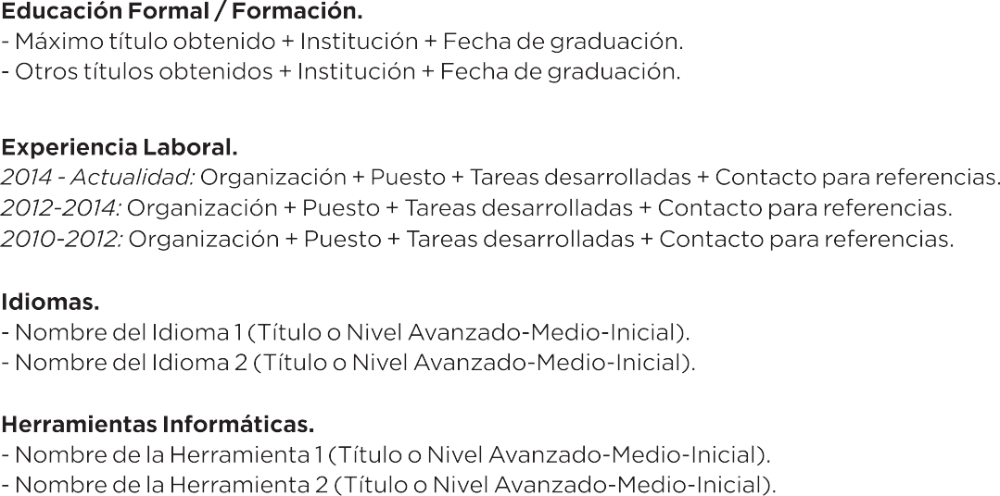 Educación Formal / Formación.
- Máximo título obtenido + Institución + Fecha de graduación.
- Otros títulos obtenidos + Institución + Fecha de graduación.
Experiencia Laboral.
2014 - Actualidad: Organización + Puesto + Tareas desarrolladas + Contacto para referencias.
2012-2014: Organización + Puesto + Tareas desarrolladas + Contacto para referencias.
2010-2012: Organización + Puesto + Tareas desarrolladas + Contacto para referencias.
Idiomas.
- Nombre del Idioma 1 (Título o Nivel Avanzado-Medio-Inicial).
- Nombre del Idioma 2 (Título o Nivel Avanzado-Medio-Inicial).
Herramientas Informáticas.
- Nombre de la Herramienta 1 (Título o Nivel Avanzado-Medio-Inicial).
- Nombre de la Herramienta 2 (Título o Nivel Avanzado-Medio-Inicial).